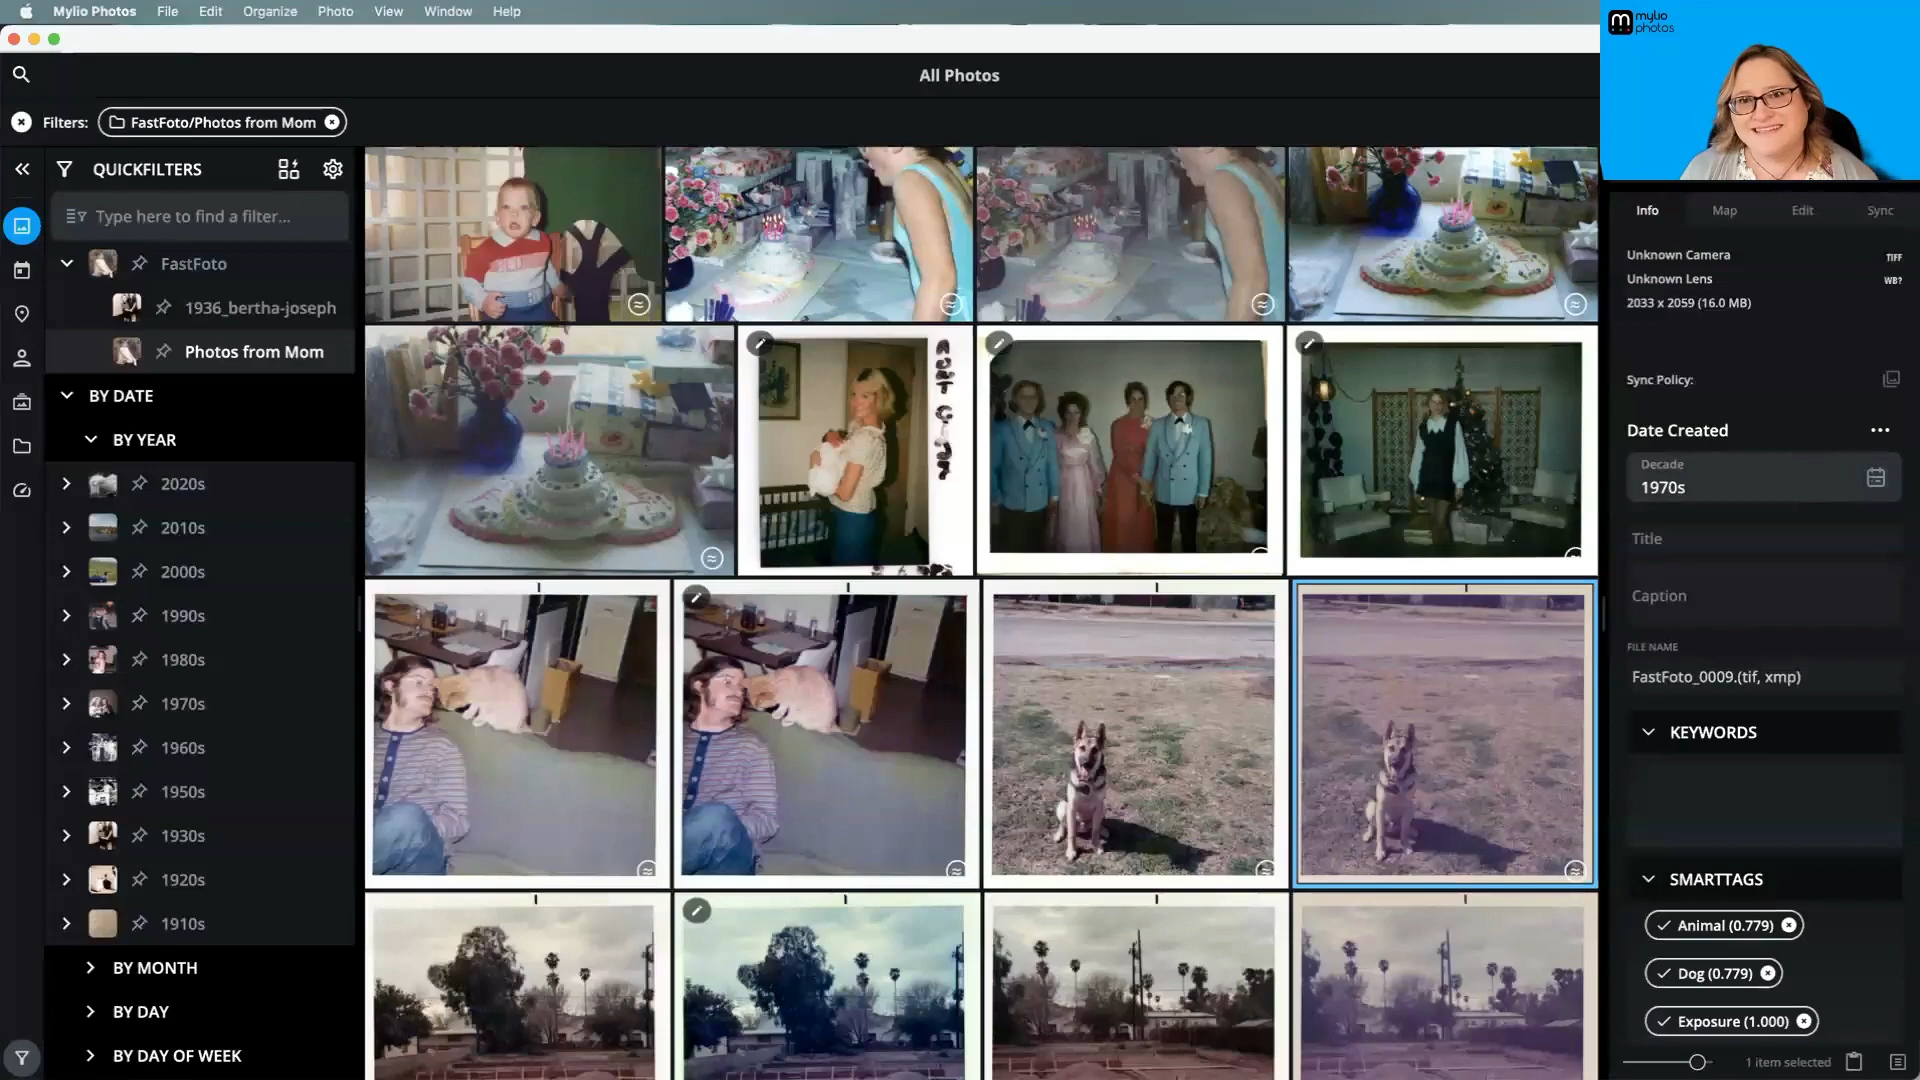 Mylio Photos File Edit Organize Photo View Window Help
mylio
photos
All Photos
Filters: FastFoto/Photos from Mom
QUICKFILTERS
Type here to find a filter...
FastFoto
1936_bertha-joseph
Photos from Mom
BY DATE
BY YEAR
2020s
2010s
2000s
1990s
1980s
1970s
1960s
1950s
1930s
1920s
1910s
BY MONTH
BY DAY
BY DAY OF WEEK
Info Map Edit Sync
Unknown Camera TIFF
Unknown Lens WB?
2033 x 2059 (16.0 MB)
Sync Policy:
Date Created
Decade
1970s
Title
Caption
FILE NAME
FastFoto_0009.(tif, xmp)
KEYWORDS
SMARTTAGS
Animal (0.779)
Dog (0.779)
Exposure (1.000)
1 item selected